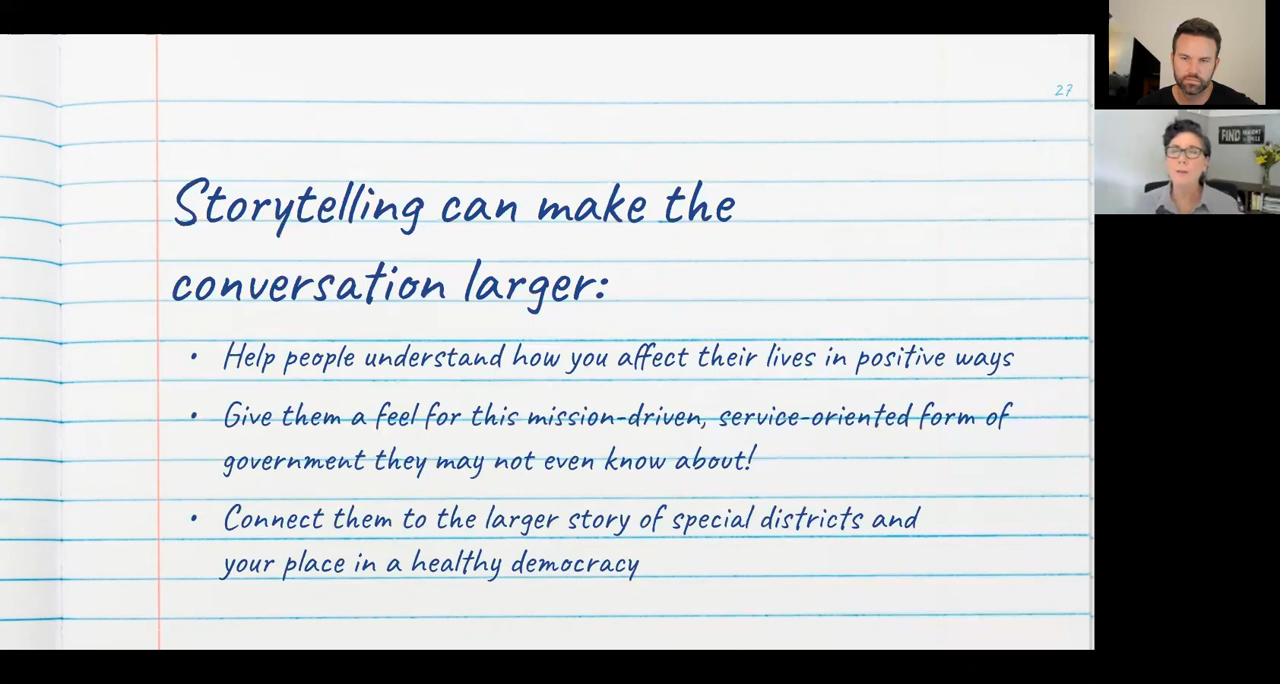 27
Storytelling can make the
conversation larger:
• Help people understand how you affect their lives in positive ways
• Give them a feel for this mission-driven, service-oriented form of
government they may not even know about!
• Connect them to the larger story of special districts and
your place in a healthy democracy
FIND